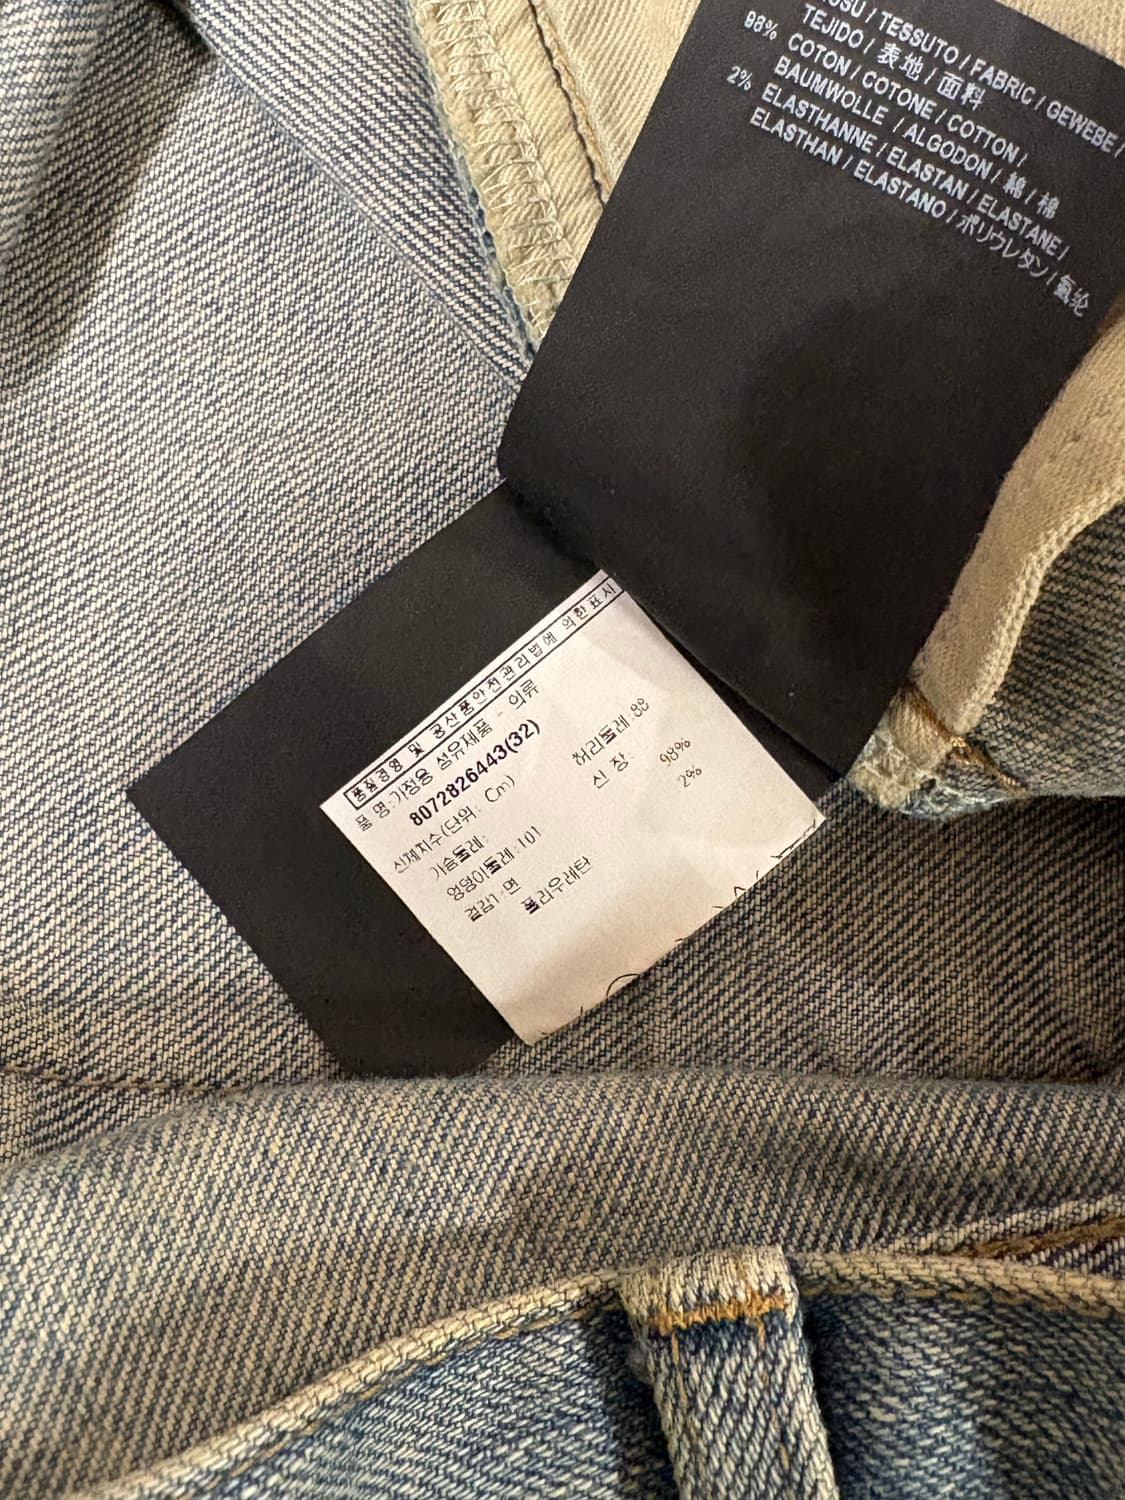 TESSUTO / FABRIC / GEWEBE /
TEJIDO / 表地 / 面料
98% COTON / COTONE / COTTON /
BAUMWOLLE / ALGODON / 綿 / 棉
2% ELASTHANNE / ELASTAN / ELASTANE /
ELASTHAN / ELASTANO / ポリウレタン / 氨纶
품질경영 및 공산품안전관리법에 의한표시
품 명:가정용 섬유제품 - 의류
8072826443(32)
신체치수(단위: Cm)
가슴둘레: 허리둘레:88
엉덩이둘레:101 신 장:
겉감1-면 98%
폴리우레탄 2%